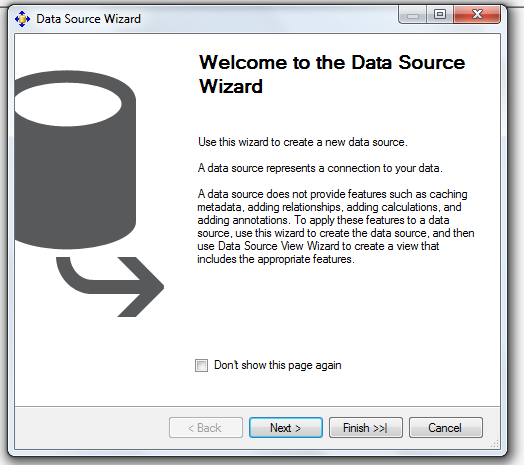 Data Source Wizard
Welcome to the Data Source
Wizard
Use this wizard to create a new data source.
A data source represents a connection to your data.
A data source does not provide features such as caching
metadata, adding relationships, adding calculations, and
adding annotations. To apply these features to a data
source, use this wizard to create the data source, and then
use Data Source View Wizard to create a view that
includes the appropriate features.
Don't show this page again
< Back
Next >
Finish >>|
Cancel